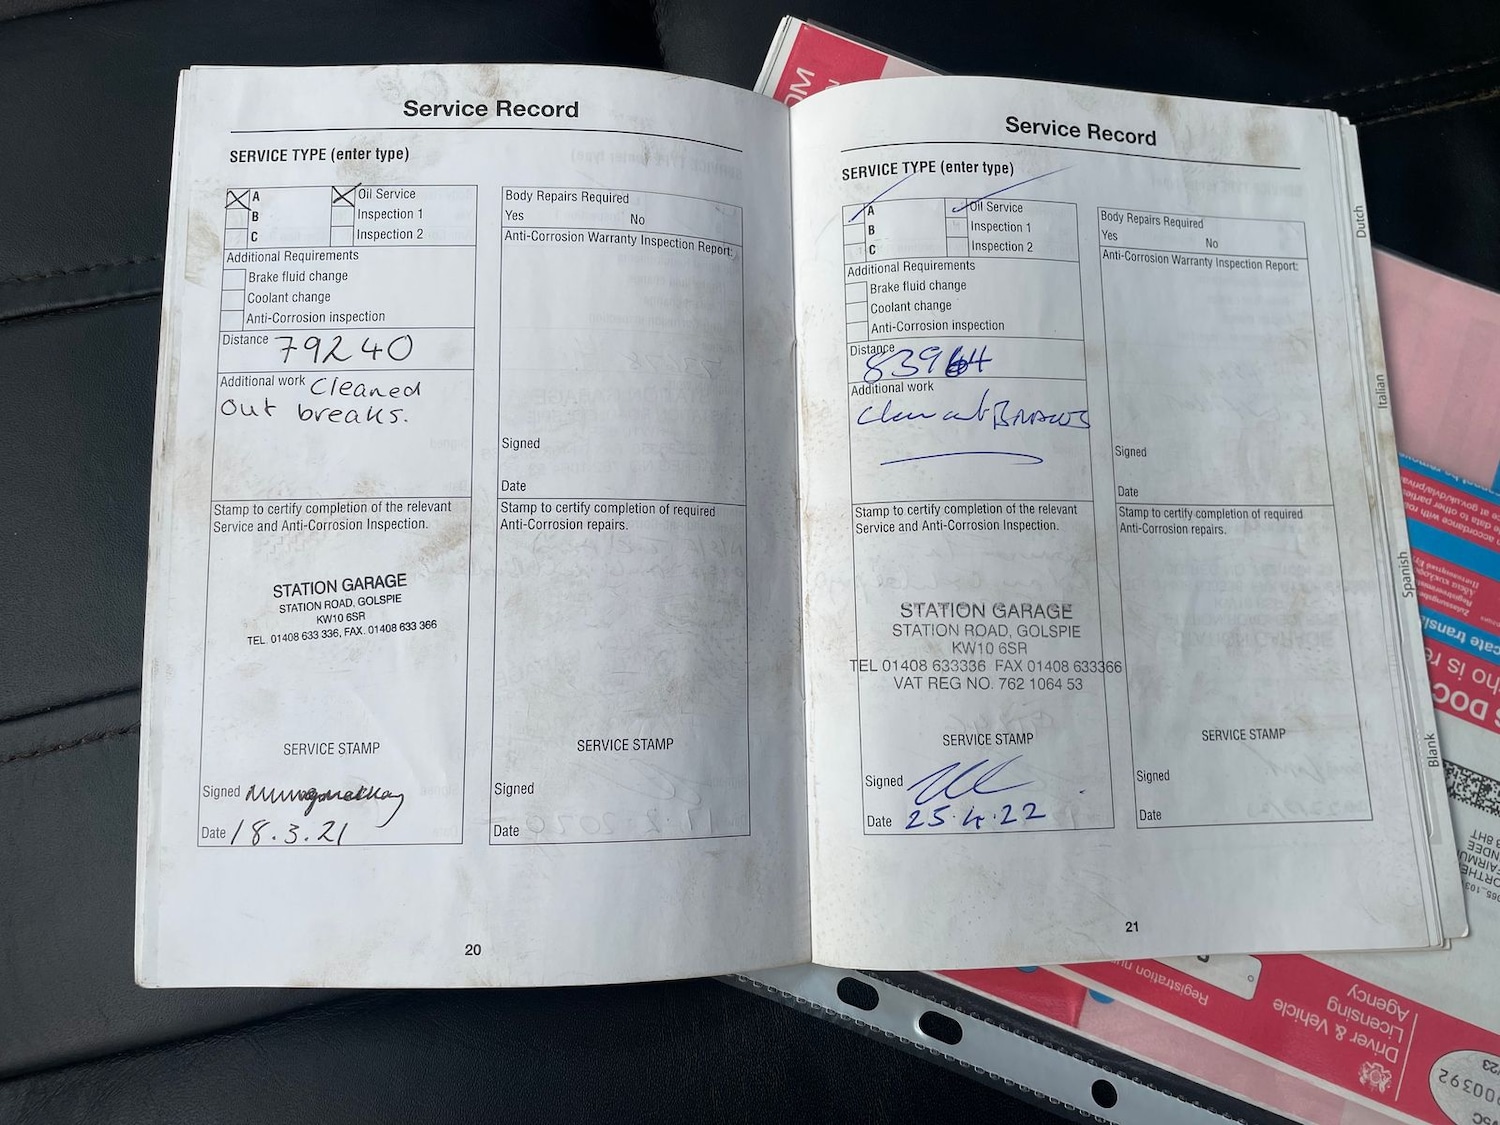 Service Record
SERVICE TYPE (enter type)
A
Oil Service
B
Inspection 1
C
Inspection 2
Additional Requirements
Brake fluid change
Coolant change
Anti-Corrosion inspection
Distance 79240
Additional work Cleaned
out breaks.
Stamp to certify completion of the relevant
Service and Anti-Corrosion Inspection.
STATION GARAGE
STATION ROAD, GOLSPIE
KW10 6SR
TEL. 01408 633 336, FAX. 01408 633 366
SERVICE STAMP
Signed
Date 18.3.21
Body Repairs Required
Yes No
Anti-Corrosion Warranty Inspection Report:
Signed
Date
Stamp to certify completion of required
Anti-Corrosion repairs.
SERVICE STAMP
Signed
Date
20
Service Record
SERVICE TYPE (enter type)
A
Oil Service
B
Inspection 1
C
Inspection 2
Additional Requirements
Brake fluid change
Coolant change
Anti-Corrosion inspection
Distance
Additional work
Stamp to certify completion of the relevant
Service and Anti-Corrosion Inspection.
STATION GARAGE
STATION ROAD, GOLSPIE
KW10 6SR
TEL 01408 633336 FAX 01408 633366
VAT REG NO. 762 1064 53
SERVICE STAMP
Signed
Date 25.4.22
Body Repairs Required
Yes No
Anti-Corrosion Warranty Inspection Report:
Signed
Date
Stamp to certify completion of required
Anti-Corrosion repairs.
SERVICE STAMP
Signed
Date
21
Dutch
Italian
Spanish
Blank
Registration nu
Driver & Vehicle
Licensing
Agency